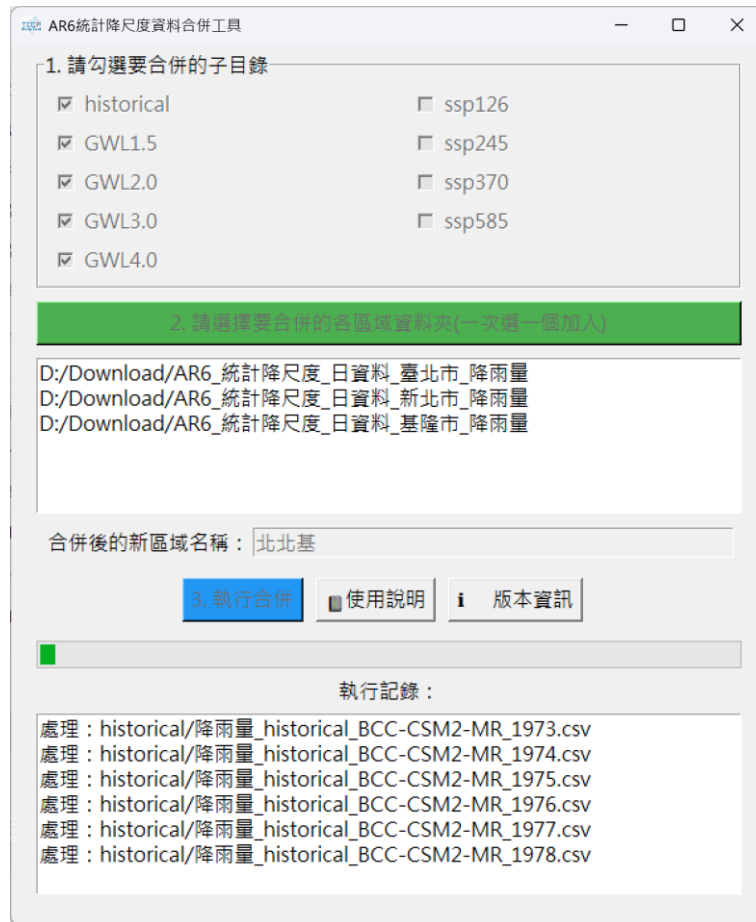 AR6統計降尺度資料合併工具
1. 請勾選要合併的子目錄
historical
ssp126
GWL1.5
ssp245
GWL2.0
ssp370
GWL3.0
ssp585
GWL4.0
2. 請選擇要合併的各區域資料夾(一次選一個加入)
D:/Download/AR6_統計降尺度_日資料_臺北市_降雨量
D:/Download/AR6_統計降尺度_日資料_新北市_降雨量
D:/Download/AR6_統計降尺度_日資料_基隆市_降雨量
合併後的新區域名稱： 北北基
3. 執行合併 使用說明 i 版本資訊
執行記錄：
處理：historical/降雨量_historical_BCC-CSM2-MR_1973.csv
處理：historical/降雨量_historical_BCC-CSM2-MR_1974.csv
處理：historical/降雨量_historical_BCC-CSM2-MR_1975.csv
處理：historical/降雨量_historical_BCC-CSM2-MR_1976.csv
處理：historical/降雨量_historical_BCC-CSM2-MR_1977.csv
處理：historical/降雨量_historical_BCC-CSM2-MR_1978.csv